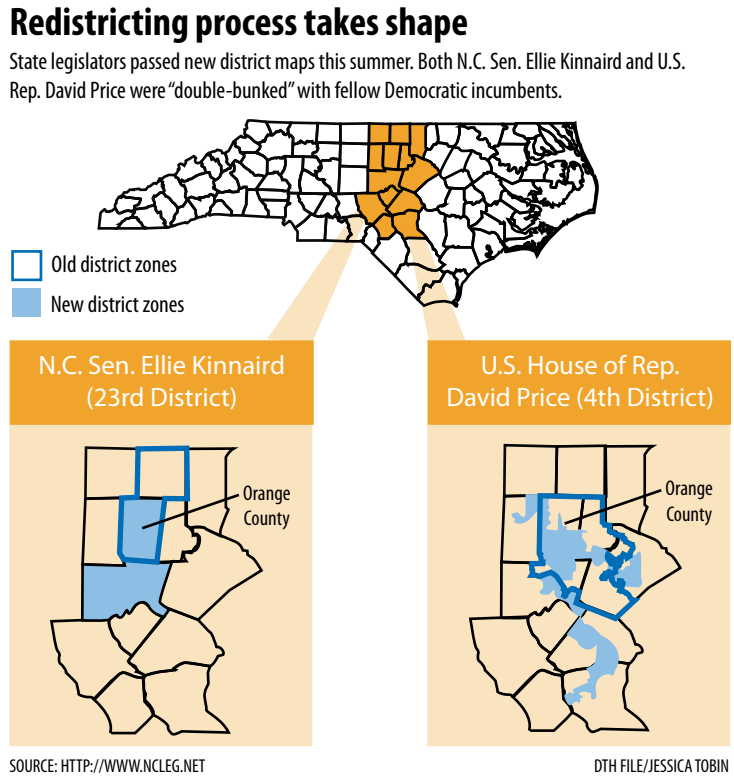 Redistricting process takes shape
State legislators passed new district maps this summer. Both N.C. Sen. Ellie Kinnaird and U.S.
Rep. David Price were “double-bunked” with fellow Democratic incumbents.
Old district zones
New district zones
N.C. Sen. Ellie Kinnaird
(23rd District)
Orange
County
U.S. House of Rep.
David Price (4th District)
Orange
County
SOURCE: HTTP://WWW.NCLEG.NET
DTH FILE/JESSICA TOBIN